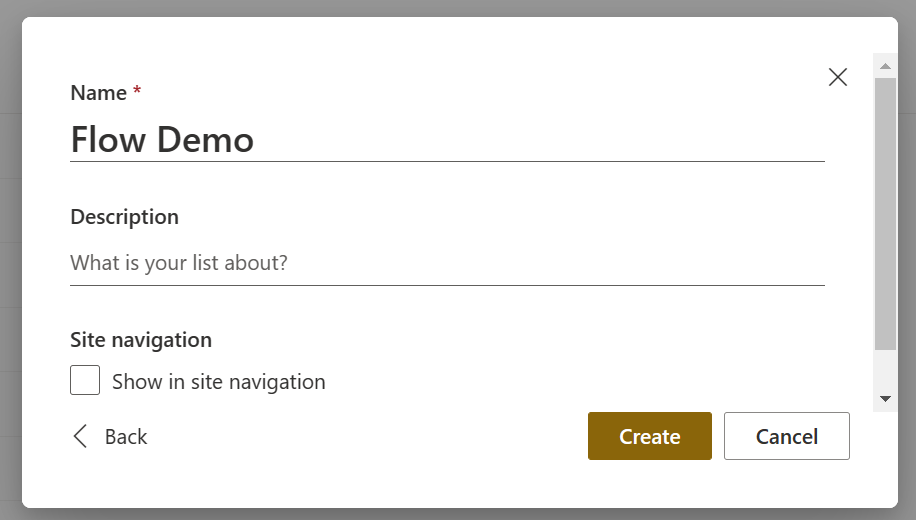 Name *
Flow Demo
Description
What is your list about?
Site navigation
Show in site navigation
Back
Create
Cancel